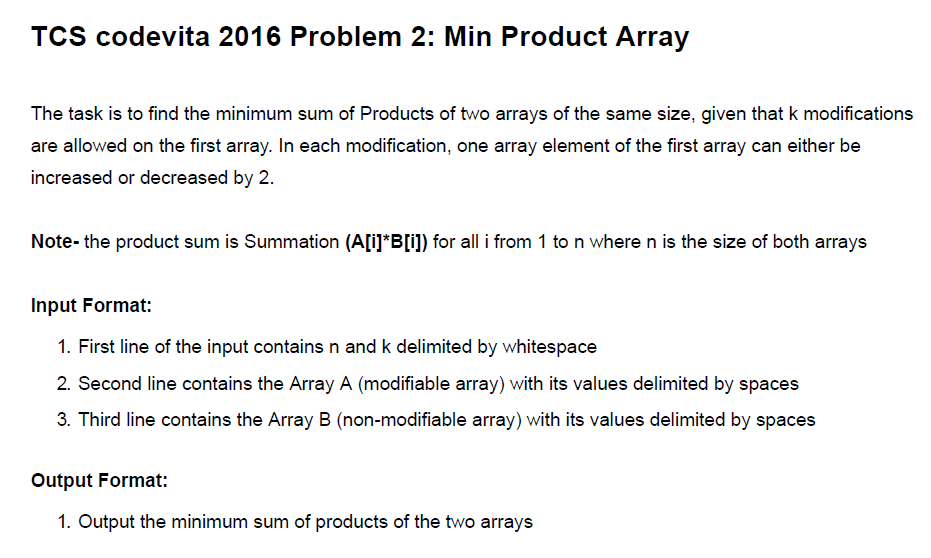 TCS codevita 2016 Problem 2: Min Product Array
The task is to find the minimum sum of Products of two arrays of the same size, given that k modifications
are allowed on the first array. In each modification, one array element of the first array can either be
increased or decreased by 2.
Note- the product sum is Summation (A[i]*B[i]) for all i from 1 to n where n is the size of both arrays
Input Format:
1. First line of the input contains n and k delimited by whitespace
2. Second line contains the Array A (modifiable array) with its values delimited by spaces
3. Third line contains the Array B (non-modifiable array) with its values delimited by spaces
Output Format:
1. Output the minimum sum of products of the two arrays